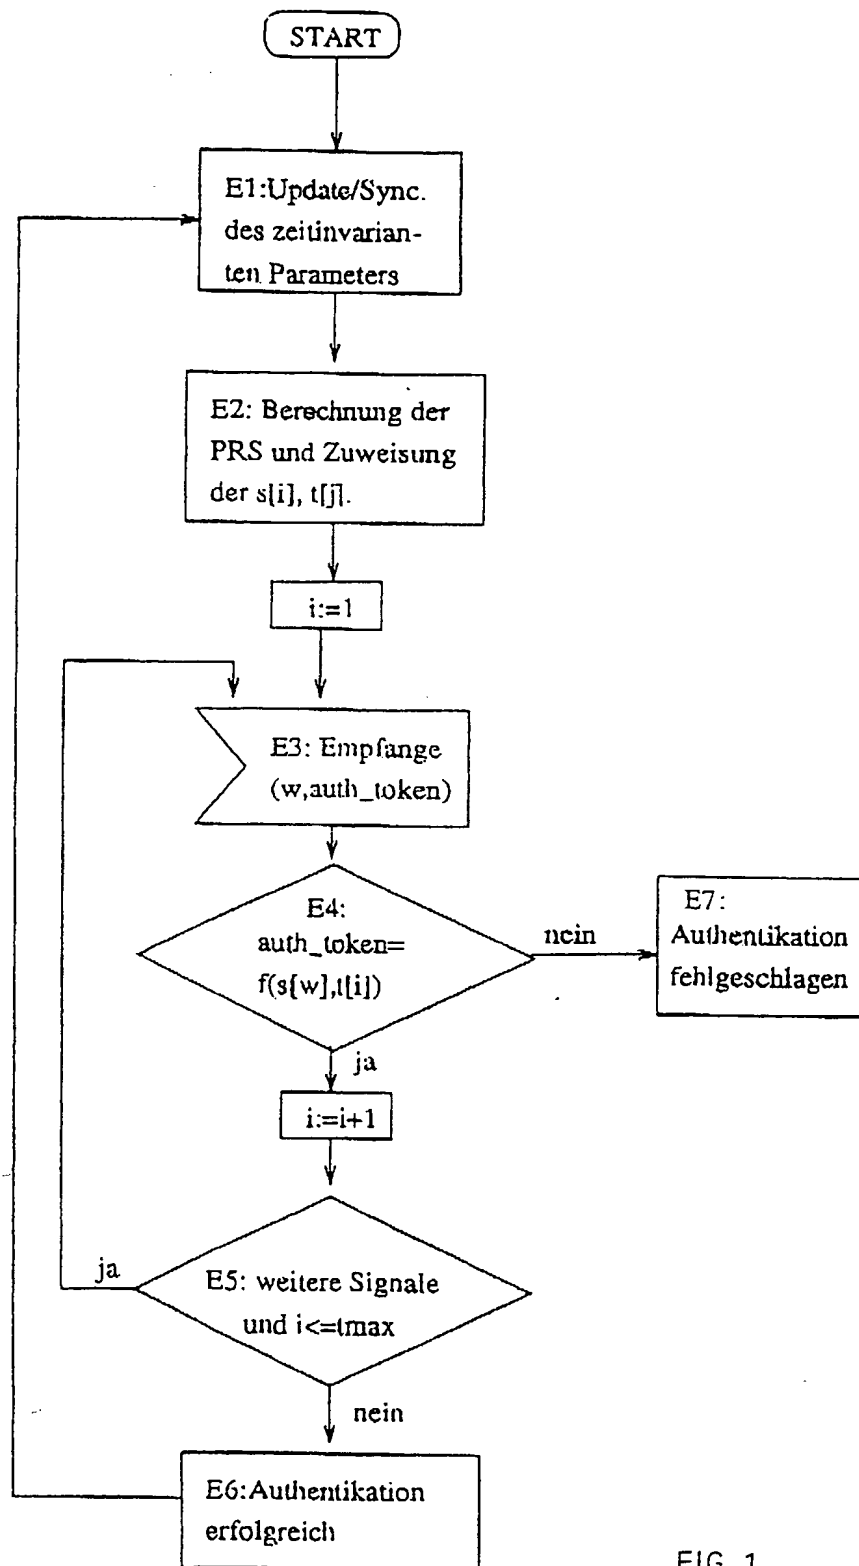 START
E1:Update/Sync.
des zeitinvarian-
ten Parameters
E2: Berechnung der
PRS und Zuweisung
der s[i], t[j].
i:=1
E3: Empfange
(w,auth_token)
E4:
auth_token=
f(s[w],t[i])
nein
E7:
Authentikation
fehlgeschlagen
ja
i:=i+1
ja
E5: weitere Signale
und i<=tmax
nein
E6:Authentikation
erfolgreich
FIG. 1